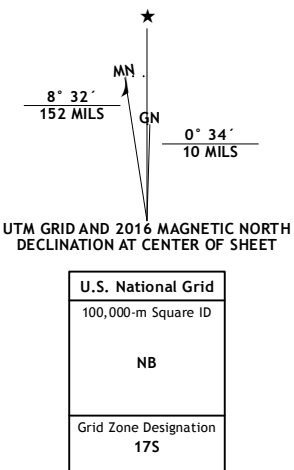 MN
8° 32´
152 MILS
GN
0° 34´
10 MILS
UTM GRID AND 2016 MAGNETIC NORTH
DECLINATION AT CENTER OF SHEET
U.S. National Grid
100,000-m Square ID
NB
Grid Zone Designation
17S